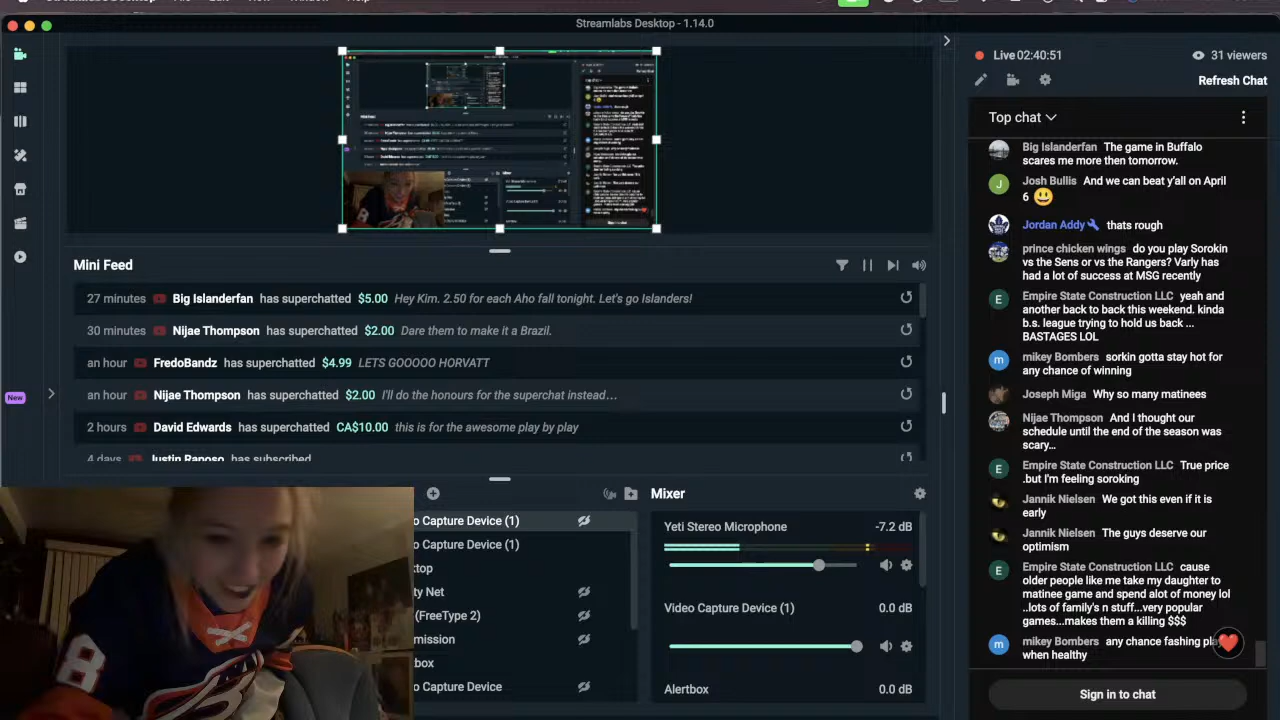 Streamlabs Desktop - 1.14.0
Live 02:40:51
31 viewers
Refresh Chat
Top chat
Mini Feed
27 minutes Big Islanderfan has superchatted $5.00 Hey Kim. 2.50 for each Aho fall tonight. Let's go Islanders!
30 minutes Nijae Thompson has superchatted $2.00 Dare them to make it a Brazil.
an hour FredoBandz has superchatted $4.99 LETS GOOOOO HORVATT
an hour Nijae Thompson has superchatted $2.00 I'll do the honours for the superchat instead…
2 hours David Edwards has superchatted CA$10.00 this is for the awesome play by play
4 days Justin Raposo has subscribed
New
o Capture Device (1)
o Capture Device (1)
top
ty Net
(FreeType 2)
mission
box
o Capture Device
Mixer
Yeti Stereo Microphone -7.2 dB
Video Capture Device (1) 0.0 dB
Alertbox 0.0 dB
Big Islanderfan The game in Buffalo
scares me more then tomorrow.
And we can beat y'all on April
6
Jordan Addy thats rough
prince chicken wings do you play Sorokin
vs the Sens or vs the Rangers? Varly has
had a lot of success at MSG recently
Empire State Construction LLC yeah and
another back to back this weekend. kinda
b.s. league trying to hold us back ...
BASTAGES LOL
mikey Bombers sorkin gotta stay hot for
any chance of winning
Joseph Miga Why so many matinees
Nijae Thompson And I thought our
schedule until the end of the season was
scary…
Empire State Construction LLC True price
.but I'm feeling soroking
Jannik Nielsen We got this even if it is
early
Jannik Nielsen The guys deserve our
optimism
Empire State Construction LLC cause
older people like me take my daughter to
matinee game and spend alot of money lol
..lots of family's n stuff...very popular
games...makes them a killing $$$
mikey Bombers any chance fashing
when healthy
Sign in to chat